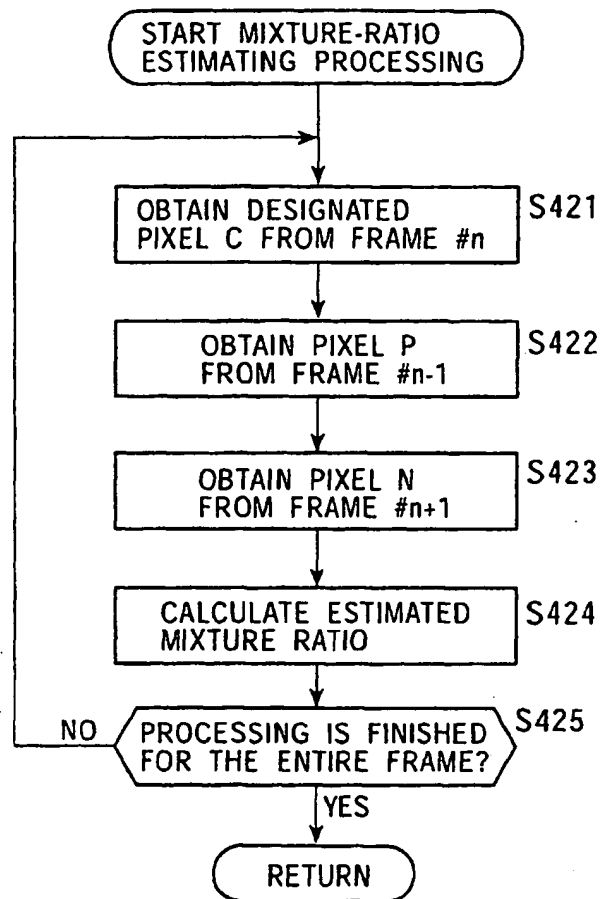 START MIXTURE-RATIO
ESTIMATING PROCESSING
OBTAIN DESIGNATED
PIXEL C FROM FRAME #n
S421
OBTAIN PIXEL P
FROM FRAME #n-1
S422
OBTAIN PIXEL N
FROM FRAME #n+1
S423
CALCULATE ESTIMATED
MIXTURE RATIO
S424
PROCESSING IS FINISHED
FOR THE ENTIRE FRAME?
S425
NO
YES
RETURN